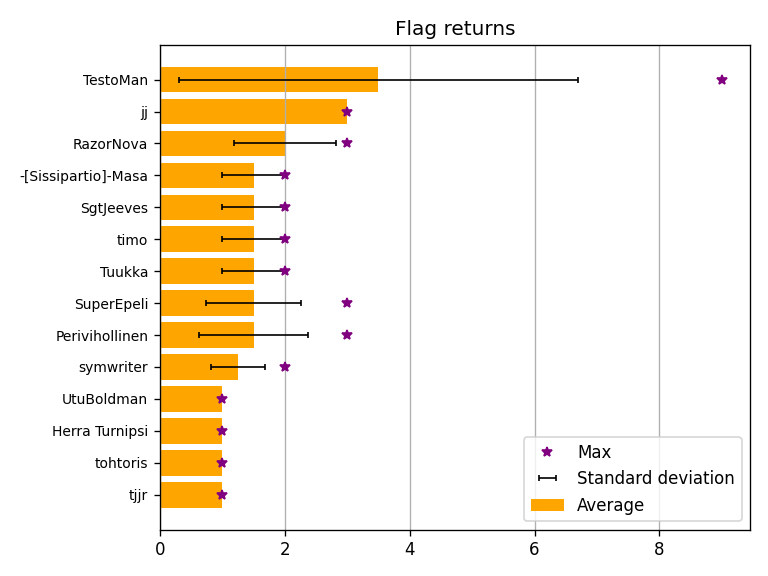 Flag returns
TestoMan
jj
RazorNova
-[Sissipartio]-Masa
SgtJeeves
timo
Tuukka
SuperEpeli
Perivihollinen
symwriter
UtuBoldman
Herra Turnipsi
tohtoris
tjjr
Max
Standard deviation
Average
0 2 4 6 8